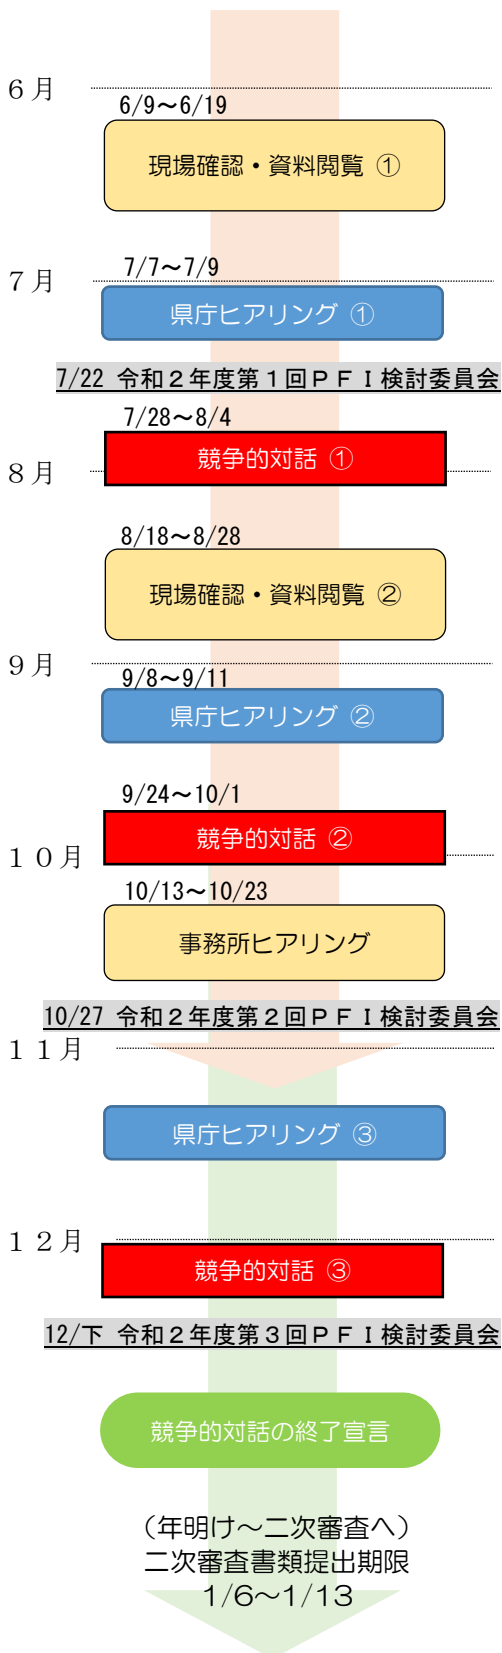 ６月
6/9～6/19
現場確認・資料閲覧 ①
７月
7/7～7/9
県庁ヒアリング ①
7/22 令和２年度第１回ＰＦＩ検討委員会
7/28～8/4
８月
競争的対話 ①
8/18～8/28
現場確認・資料閲覧 ②
９月
9/8～9/11
県庁ヒアリング ②
9/24～10/1
競争的対話 ②
１０月
10/13～10/23
事務所ヒアリング
10/27 令和２年度第２回ＰＦＩ検討委員会
１１月
県庁ヒアリング ③
１２月
競争的対話 ③
12/下 令和２年度第３回ＰＦＩ検討委員会
競争的対話の終了宣言
（年明け～二次審査へ）
二次審査書類提出期限
1/6～1/13